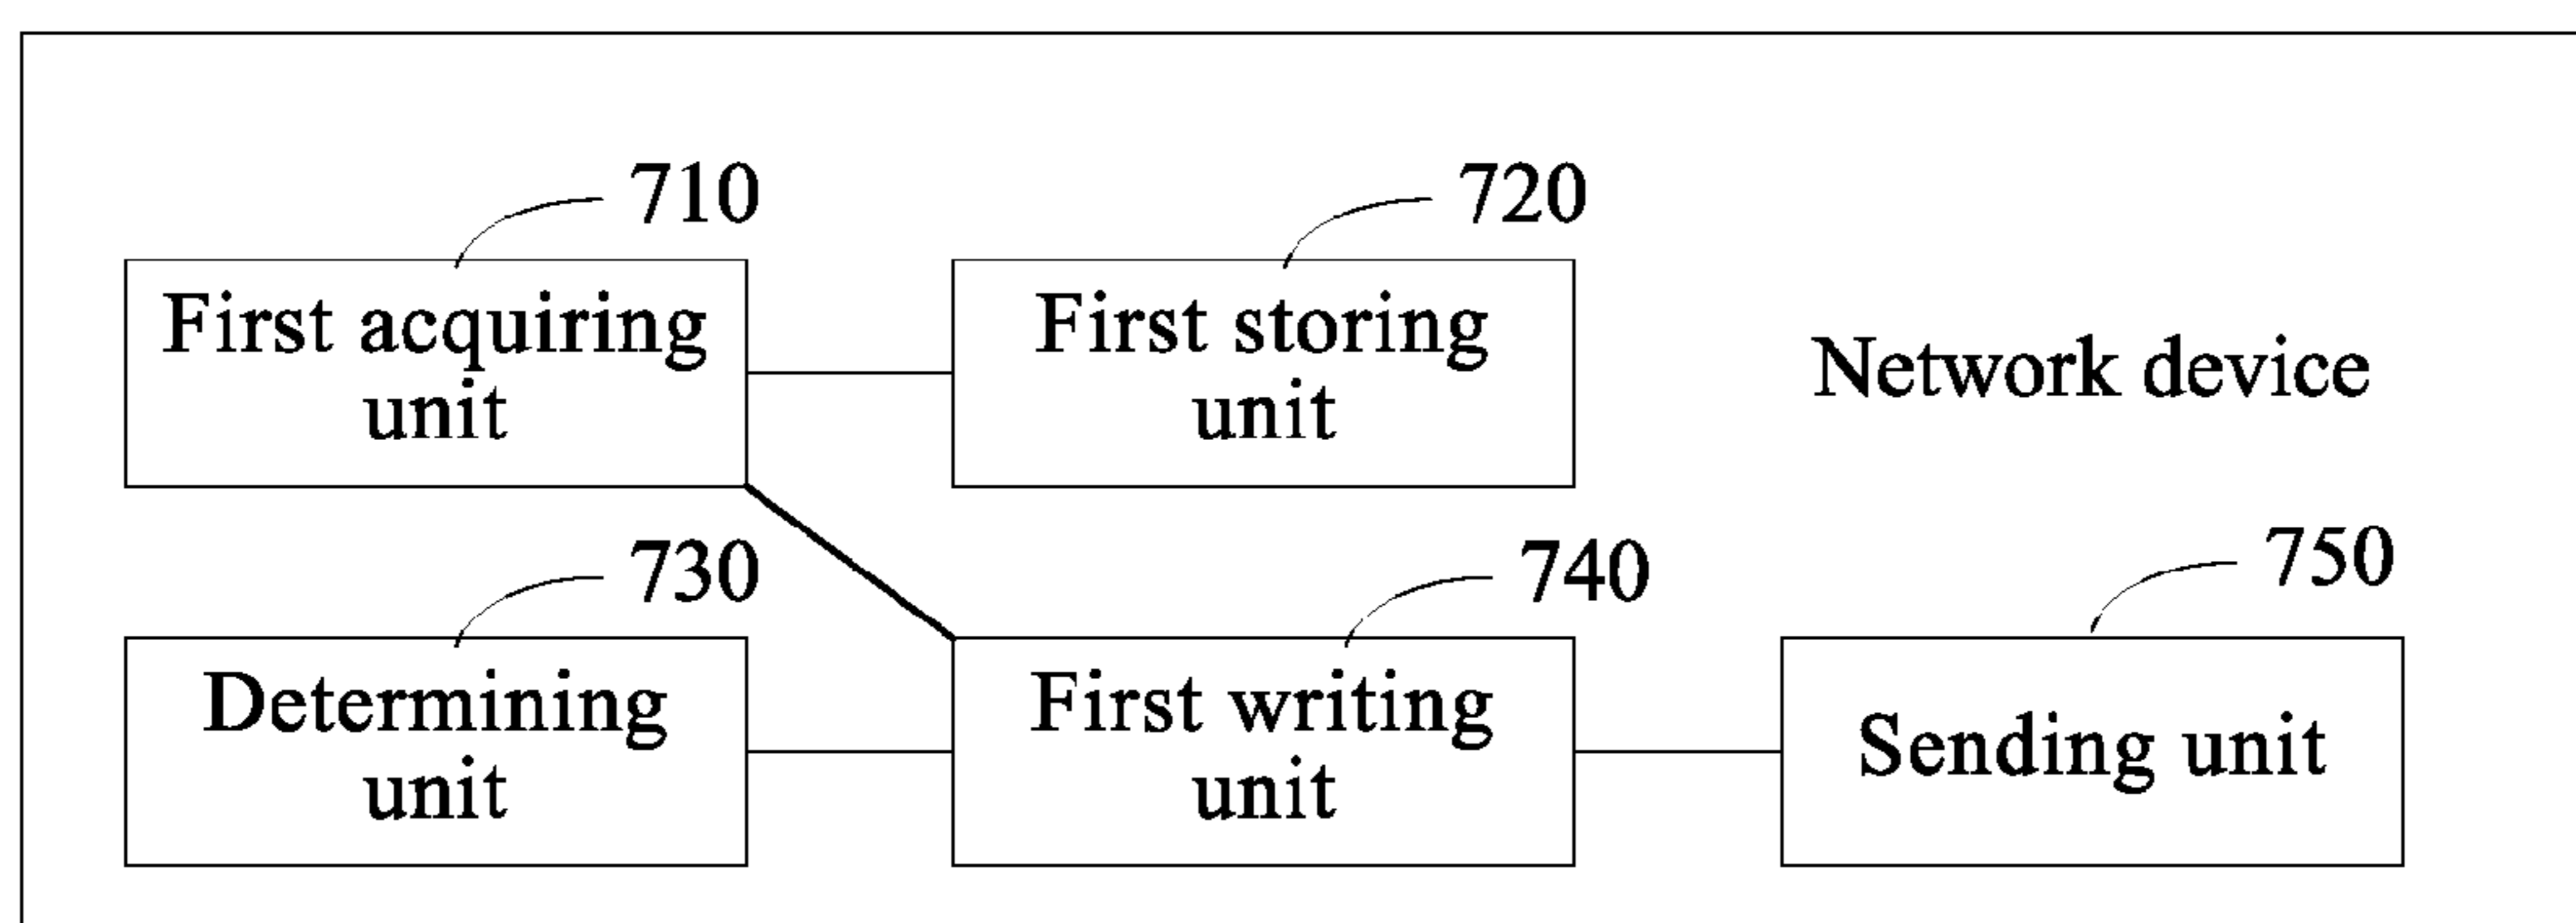 710
720
First acquiring
unit
First storing
unit
Network device
730
740
750
Determining
unit
First writing
unit
Sending unit